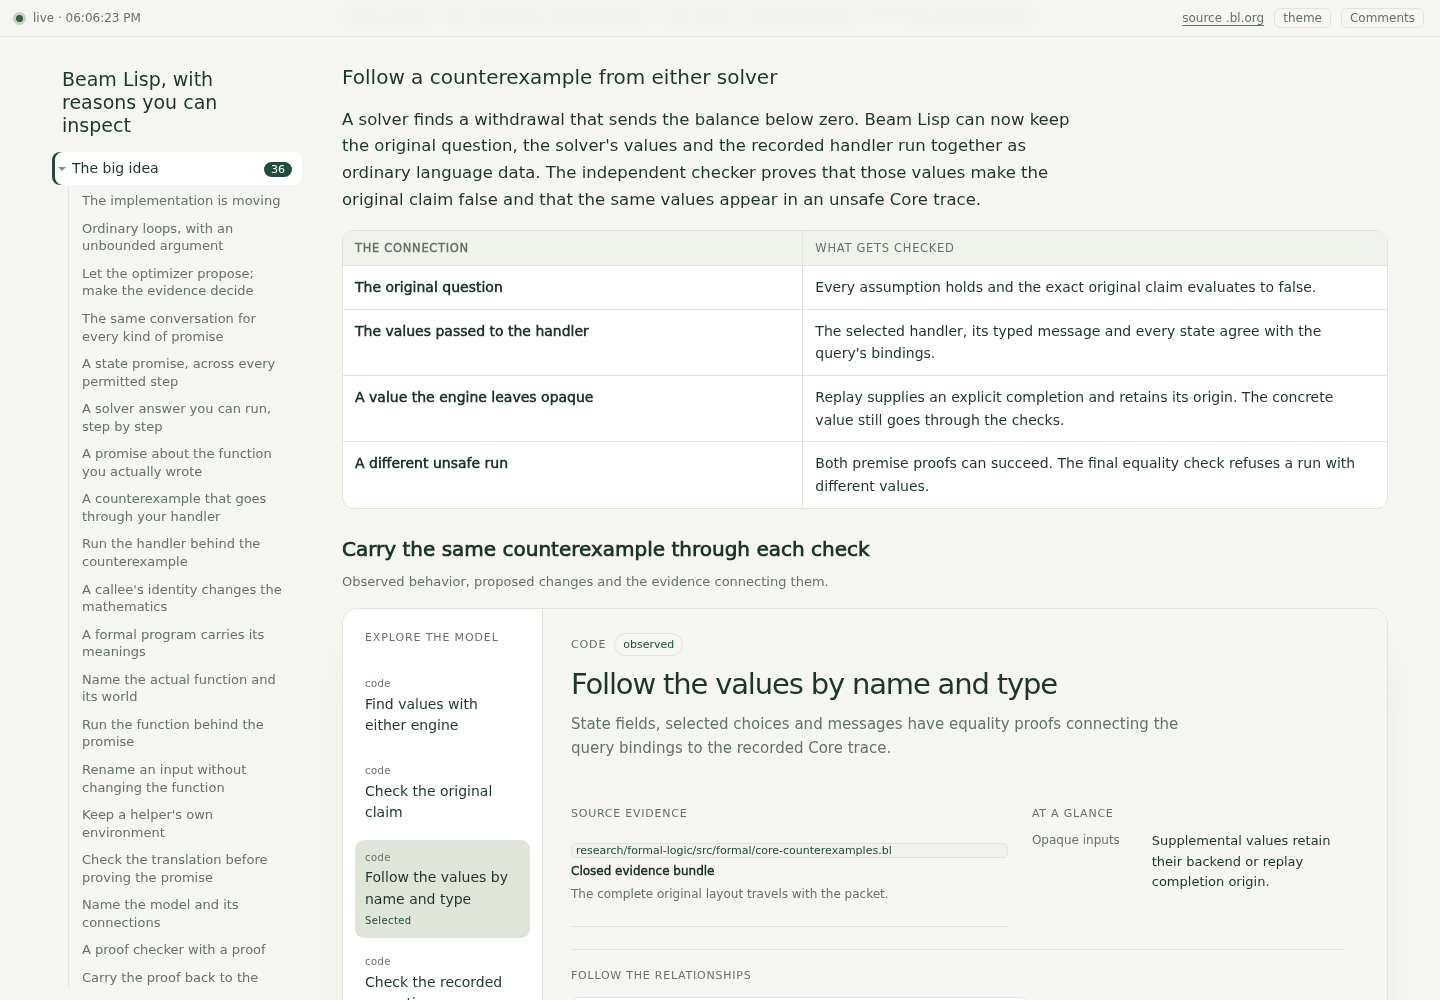 live · 06:06:23 PM
source .bl.org
theme
Comments
Beam Lisp, with
reasons you can
inspect
The big idea
36
The implementation is moving
Ordinary loops, with an
unbounded argument
Let the optimizer propose;
make the evidence decide
The same conversation for
every kind of promise
A state promise, across every
permitted step
A solver answer you can run,
step by step
A promise about the function
you actually wrote
A counterexample that goes
through your handler
Run the handler behind the
counterexample
A callee's identity changes the
mathematics
A formal program carries its
meanings
Name the actual function and
its world
Run the function behind the
promise
Rename an input without
changing the function
Keep a helper's own
environment
Check the translation before
proving the promise
Name the model and its
connections
A proof checker with a proof
Carry the proof back to the
Follow a counterexample from either solver
A solver finds a withdrawal that sends the balance below zero. Beam Lisp can now keep
the original question, the solver's values and the recorded handler run together as
ordinary language data. The independent checker proves that those values make the
original claim false and that the same values appear in an unsafe Core trace.
THE CONNECTION
WHAT GETS CHECKED
The original question
Every assumption holds and the exact original claim evaluates to false.
The values passed to the handler
The selected handler, its typed message and every state agree with the
query's bindings.
A value the engine leaves opaque
Replay supplies an explicit completion and retains its origin. The concrete
value still goes through the checks.
A different unsafe run
Both premise proofs can succeed. The final equality check refuses a run with
different values.
Carry the same counterexample through each check
Observed behavior, proposed changes and the evidence connecting them.
EXPLORE THE MODEL
code
Find values with
either engine
code
Check the original
claim
code
Follow the values by
name and type
Selected
code
Check the recorded
CODE
observed
Follow the values by name and type
State fields, selected choices and messages have equality proofs connecting the
query bindings to the recorded Core trace.
SOURCE EVIDENCE
research/formal-logic/src/formal/core-counterexamples.bl
Closed evidence bundle
The complete original layout travels with the packet.
AT A GLANCE
Opaque inputs
Supplemental values retain
their backend or replay
completion origin.
FOLLOW THE RELATIONSHIPS